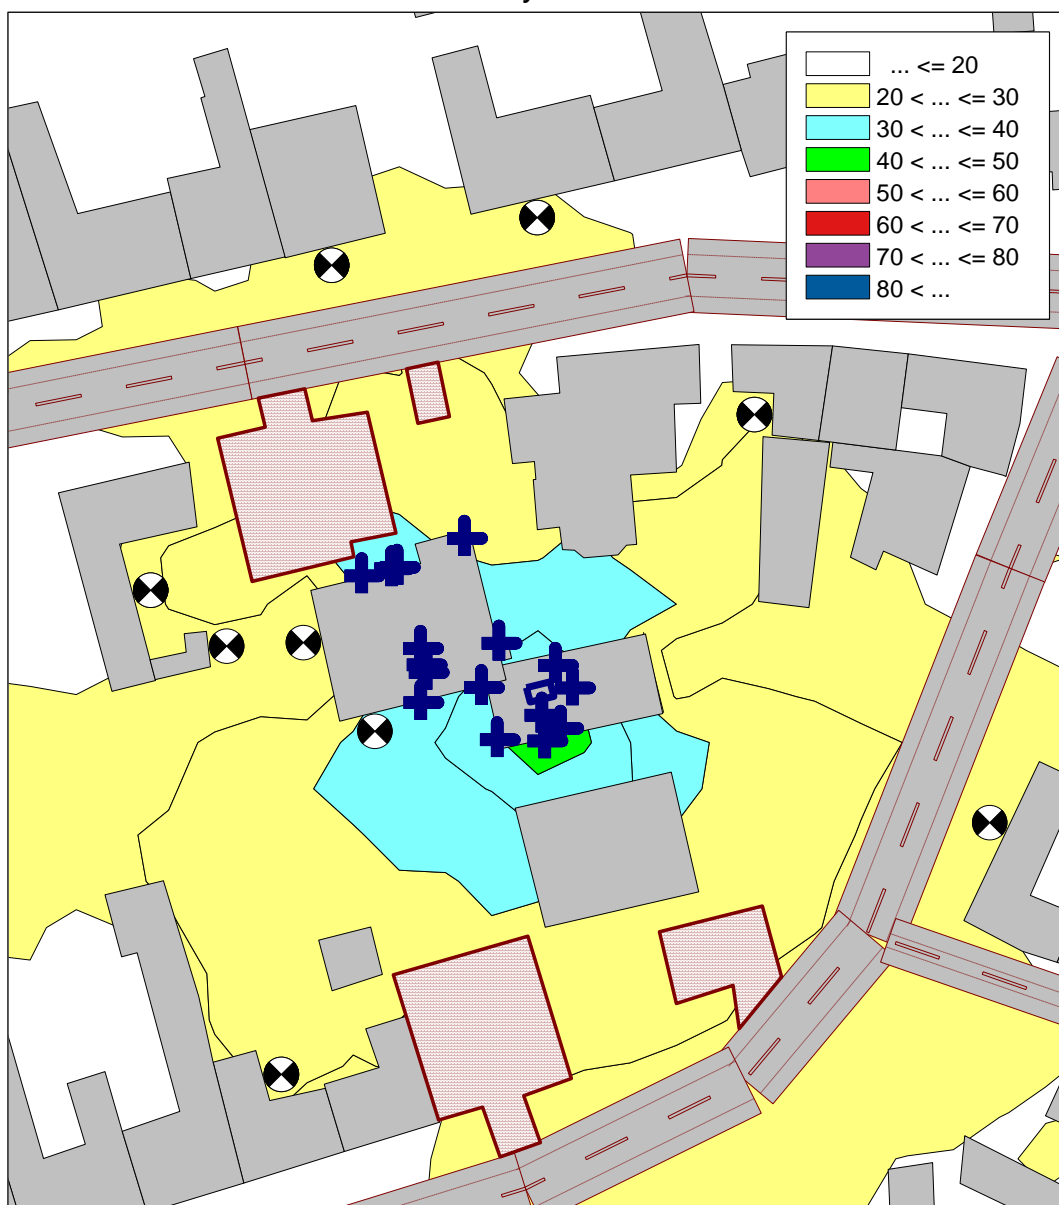 ... <= 20
20 < ... <= 30
30 < ... <= 40
40 < ... <= 50
50 < ... <= 60
60 < ... <= 70
70 < ... <= 80
80 < ...